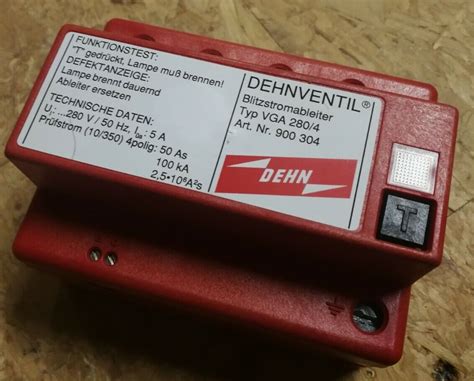 FUNKTIONSTEST:
"T" gedrückt, Lampe muß brennen!
DEFEKTANZEIGE:
Lampe brennt dauernd
Ableiter ersetzen
TECHNISCHE DATEN:
: ...280 V / 50 Hz, : 5 A
Prüfstrom (10/350) 4polig: 50 As
100 kA
2,5•10⁶A²s
DEHNVENTIL®
Blitzstromableiter
Typ VGA 280/4
Art. Nr. 900 304
DEHN
T